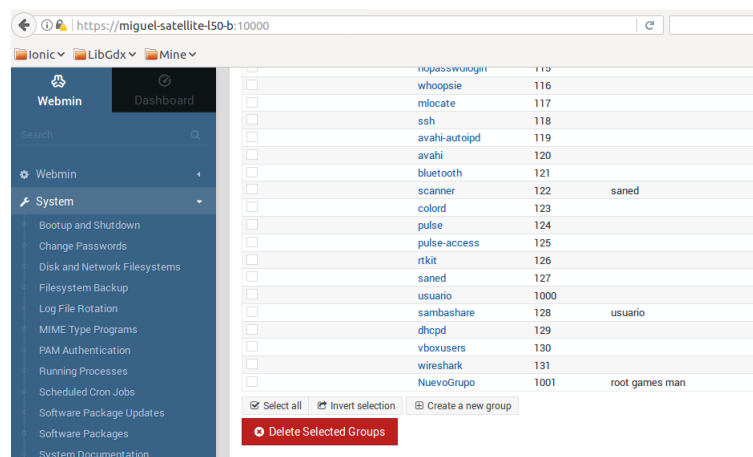 https://miguel-satellite-l50-b:10000
Ionic LibGdx Mine
Webmin Dashboard
Search
Webmin
System
Bootup and Shutdown
Change Passwords
Disk and Network Filesystems
Filesystem Backup
Log File Rotation
MIME Type Programs
PAM Authentication
Running Processes
Scheduled Cron Jobs
Software Package Updates
Software Packages
System Documentation
nopasswdlogin 115
whoopsie 116
mlocate 117
ssh 118
avahi-autoipd 119
avahi 120
bluetooth 121
scanner 122 saned
colord 123
pulse 124
pulse-access 125
rtkit 126
saned 127
usuario 1000
sambashare 128 usuario
dhcpd 129
vboxusers 130
wireshark 131
NuevoGrupo 1001 root games man
Select all Invert selection Create a new group
Delete Selected Groups